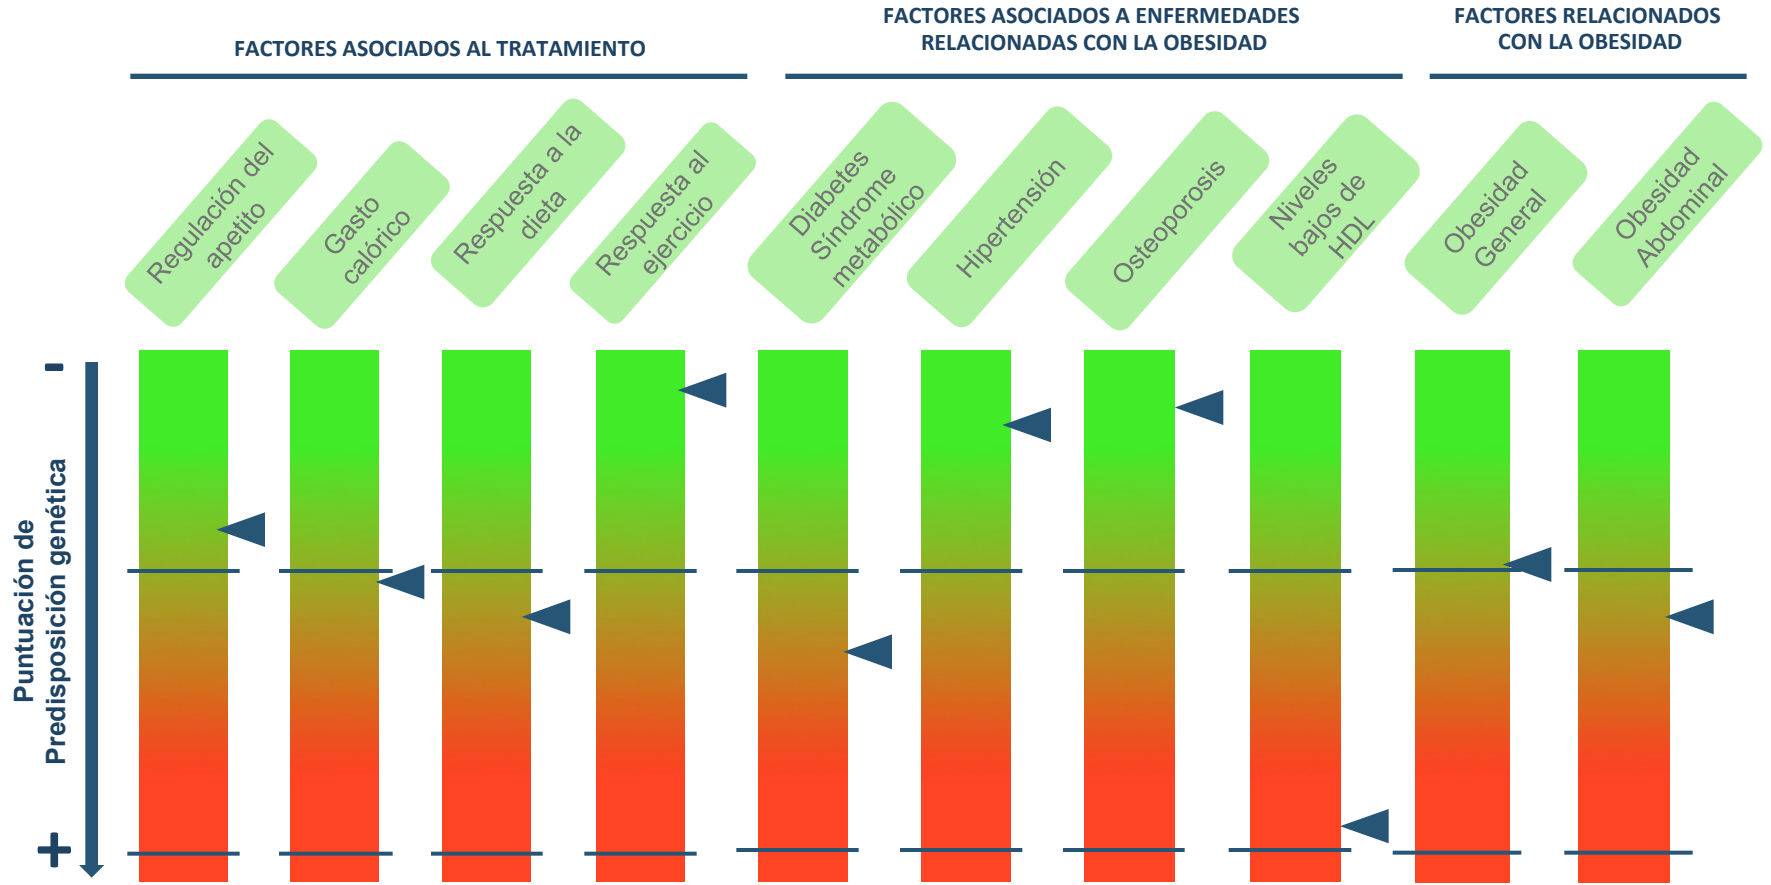 FACTORES ASOCIADOS AL TRATAMIENTO
FACTORES ASOCIADOS A ENFERMEDADES
RELACIONADAS CON LA OBESIDAD
FACTORES RELACIONADOS
CON LA OBESIDAD
Regulación del
apetito
Gasto
calórico
Respuesta a la
dieta
Respuesta al
ejercicio
Diabetes
Síndrome
metabólico
Hipertensión
Osteoporosis
Niveles
bajos de
HDL
Obesidad
General
Obesidad
Abdominal
-
Puntuación de
Predisposición genética
+